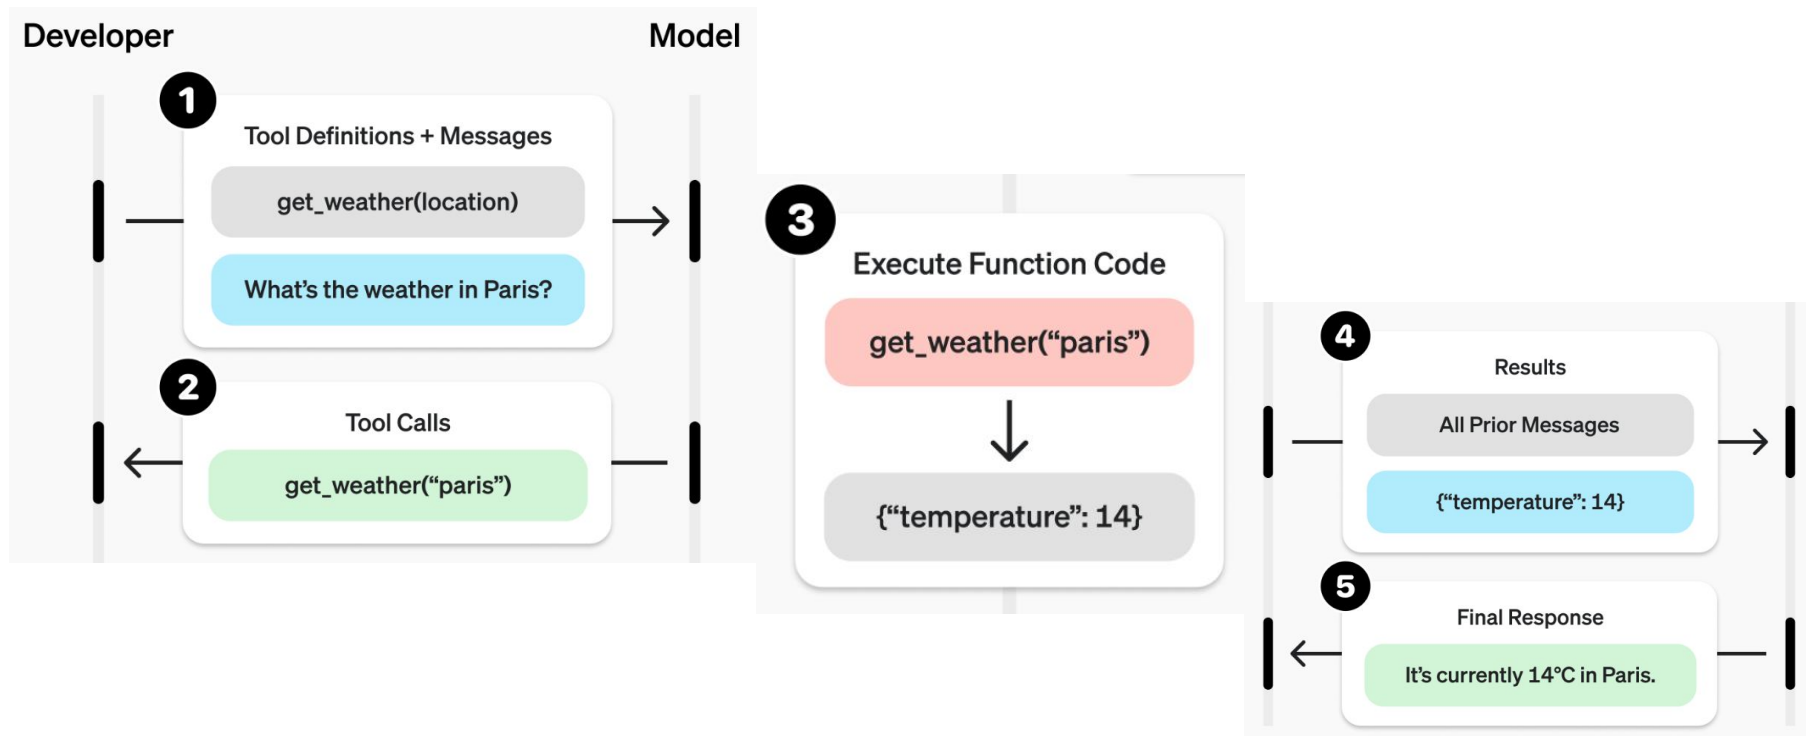 Developer
Model
1
Tool Definitions + Messages
get_weather(location)
What’s the weather in Paris?
2
Tool Calls
get_weather(“paris”)
3
Execute Function Code
get_weather(“paris”)
{“temperature”: 14}
4
Results
All Prior Messages
{“temperature”: 14}
5
Final Response
It’s currently 14°C in Paris.